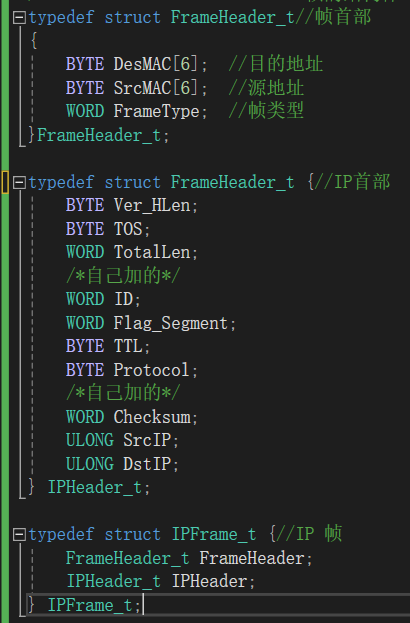 typedef struct FrameHeader_t//帧首部
{
BYTE DesMAC[6]; //目的地址
BYTE SrcMAC[6]; //源地址
WORD FrameType; //帧类型
}FrameHeader_t;
typedef struct FrameHeader_t {//IP首部
BYTE Ver_HLen;
BYTE TOS;
WORD TotalLen;
/*自己加的*/
WORD ID;
WORD Flag_Segment;
BYTE TTL;
BYTE Protocol;
/*自己加的*/
WORD Checksum;
ULONG SrcIP;
ULONG DstIP;
} IPHeader_t;
typedef struct IPFrame_t {//IP 帧
FrameHeader_t FrameHeader;
IPHeader_t IPHeader;
} IPFrame_t;